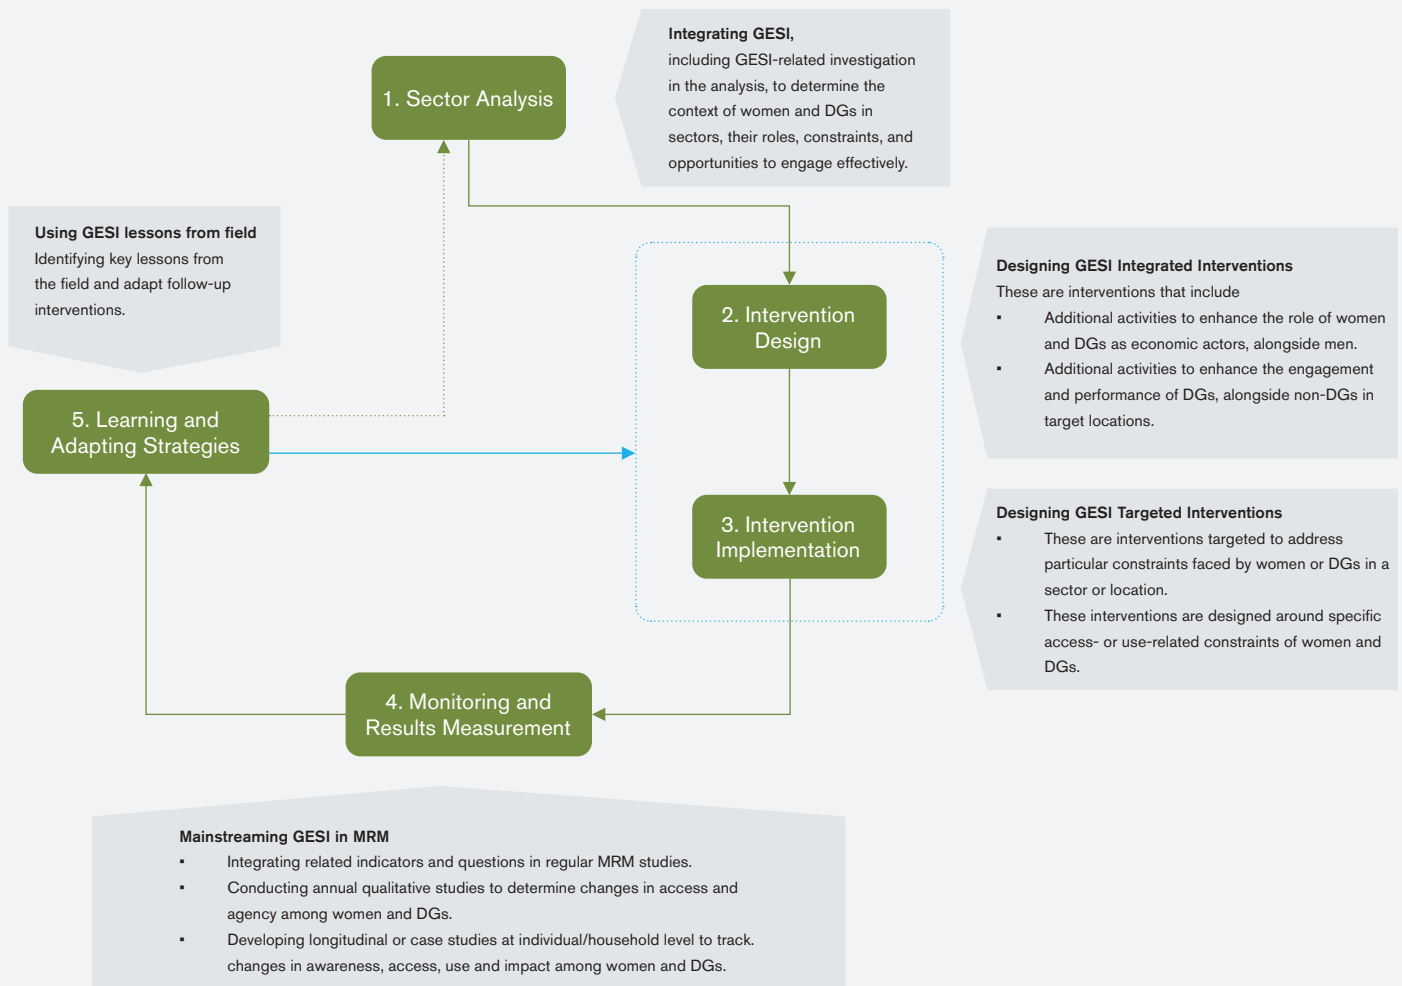 Integrating GESI,
including GESI-related investigation
in the analysis, to determine the
context of women and DGs in
sectors, their roles, constraints, and
opportunities to engage effectively.
1. Sector Analysis
Using GESI lessons from field
Identifying key lessons from
the field and adapt follow-up
interventions.
Designing GESI Integrated Interventions
These are interventions that include
▪ Additional activities to enhance the role of women
and DGs as economic actors, alongside men.
▪ Additional activities to enhance the engagement
and performance of DGs, alongside non-DGs in
target locations.
2. Intervention
Design
5. Learning and
Adapting Strategies
3. Intervention
Implementation
Designing GESI Targeted Interventions
▪ These are interventions targeted to address
particular constraints faced by women or DGs in a
sector or location.
▪ These interventions are designed around specific
access- or use-related constraints of women and
DGs.
4. Monitoring and
Results Measurement
Mainstreaming GESI in MRM
▪ Integrating related indicators and questions in regular MRM studies.
▪ Conducting annual qualitative studies to determine changes in access and
agency among women and DGs.
▪ Developing longitudinal or case studies at individual/household level to track.
changes in awareness, access, use and impact among women and DGs.